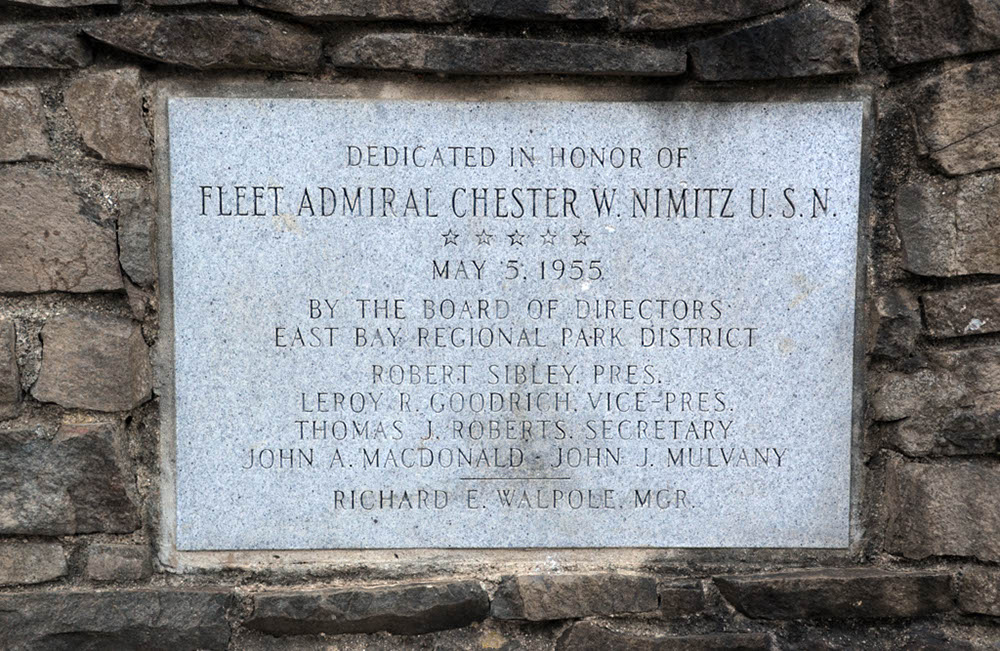 DEDICATED IN HONOR OF
FLEET ADMIRAL CHESTER W. NIMITZ U.S.N.
☆ ☆ ☆ ☆ ☆
MAY 5, 1955
BY THE BOARD OF DIRECTORS
EAST BAY REGIONAL PARK DISTRICT
ROBERT SIBLEY, PRES.
LEROY R. GOODRICH, VICE-PRES.
THOMAS J. ROBERTS, SECRETARY
JOHN A. MACDONALD - JOHN J. MULVANY
RICHARD E. WALPOLE, MGR.